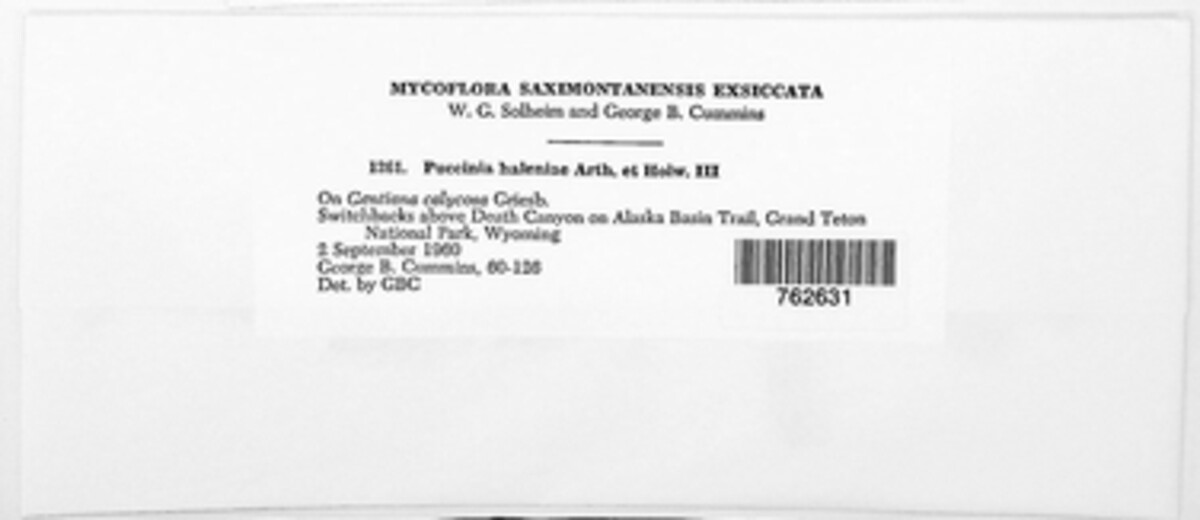 MYCOFLORA SAXIMONTANENSIS EXSICCATA
W. G. Solheim and George B. Cummins
1261. Puccinia haleniae Arth. et Holw. III
On Gentiana calycosa Griesb.
Switchbacks above Death Canyon on Alaska Basin Trail, Grand Teton
National Park, Wyoming
2 September 1960
George B. Cummins, 60-126
Det. by GBC
762631